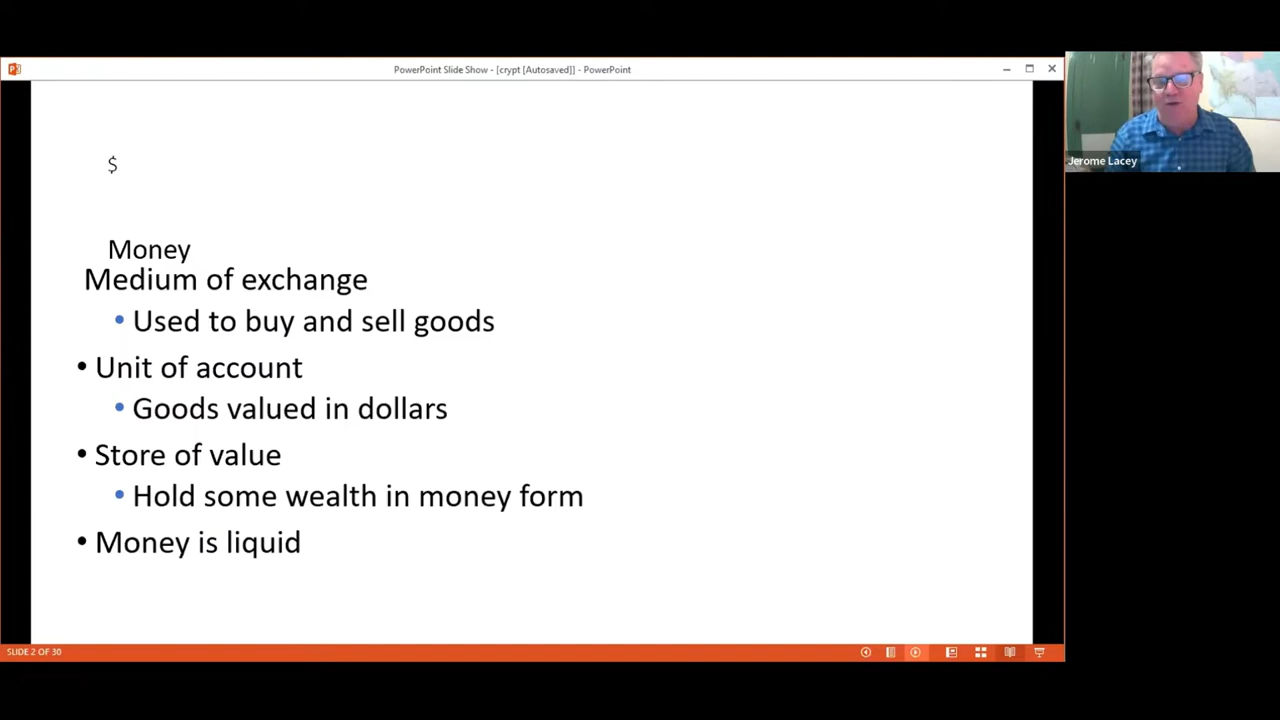 PowerPoint Slide Show - [crypt [Autosaved]] - PowerPoint
Jerome Lacey
$
Money
Medium of exchange
• Used to buy and sell goods
• Unit of account
• Goods valued in dollars
• Store of value
• Hold some wealth in money form
• Money is liquid
SLIDE 2 OF 30